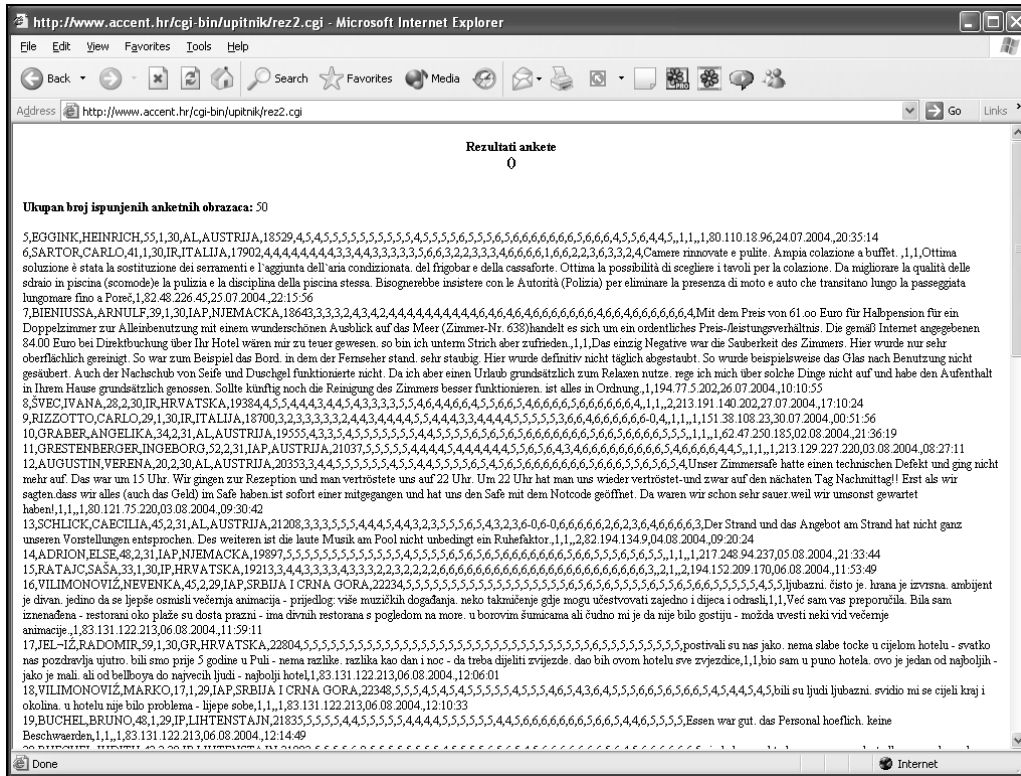 http://www.accent.hr/cgi-bin/upitnik/rez2.cgi - Microsoft Internet Explorer
File Edit View Favorites Tools Help
Back Search Favorites Media
Address http://www.accent.hr/cgi-bin/upitnik/rez2.cgi Go Links
Rezultati ankete
()
Ukupan broj ispunjenih anketnih obrazaca: 50
5,EGGINK,HEINRICH,55,1,30,AL,AUSTRIJA,18529,4,5,4,5,5,5,5,5,5,5,5,5,4,5,5,5,5,6,5,5,5,6,5,6,6,6,6,6,6,6,5,6,6,6,4,5,5,6,4,4,5,,1,1,,1,80.110.18.96,24.07.2004.,20:35:14
6,SARTOR,CARLO,41,1,30,IR,ITALIJA,17902,4,4,4,4,4,4,4,3,3,4,4,3,3,3,3,5,6,6,3,2,2,3,3,3,4,6,6,6,6,1,6,6,2,2,3,6,3,3,2,4,Camere rinnovate e pulite. Ampia colazione a buffet. ,1,1,Ottima
soluzione è stata la sostituzione dei serramenti e l`aggiunta dell`aria condizionata. del frigobar e della cassaforte. Ottima la possibilità di scegliere i tavoli per la colazione. Da migliorare la qualità delle
sdraio in piscina (scomode)e la pulizia e la disciplina della piscina stessa. Bisognerebbe insistere con le Autorità (Polizia) per eliminare la presenza di moto e auto che transitano lungo la passeggiata
lungomare fino a Poreč,1,82.48.226.45,25.07.2004.,22:15:56
7,BIENIUSSA,ARNULF,39,1,30,IAP,NJEMACKA,18643,3,3,3,2,4,3,4,2,4,4,4,4,4,4,4,4,4,6,4,6,4,6,4,6,6,6,6,6,6,4,6,6,4,6,6,6,6,6,4,Mit dem Preis von 61.oo Euro für Halbpension für ein
Doppelzimmer zur Alleinbenutzung mit einem wunderschönen Ausblick auf das Meer (Zimmer-Nr. 638)handelt es sich um ein ordentliches Preis-/leistungsverhältnis. Die gemäß Internet angegebenen
84.00 Euro bei Direktbuchung über Ihr Hotel wären mir zu teuer gewesen. so bin ich unterm Strich aber zufrieden.,1,1,Das einzig Negative war die Sauberkeit des Zimmers. Hier wurde nur sehr
oberflächlich gereinigt. So war zum Beispiel das Bord. in dem der Fernseher stand. sehr staubig. Hier wurde definitiv nicht täglich abgestaubt. So wurde beispielsweise das Glas nach Benutzung nicht
gesäubert. Auch der Nachschub von Seife und Duschgel funktionierte nicht. Da ich aber einen Urlaub grundsätzlich zum Relaxen nutze. rege ich mich über solche Dinge nicht auf und habe den Aufenthalt
in Ihrem Hause grundsätzlich genossen. Sollte künftig noch die Reinigung des Zimmers besser funktionieren. ist alles in Ordnung.,1,194.77.5.202,26.07.2004.,10:10:55
8,ŠVEC,IVANA,28,2,30,IR,HRVATSKA,19384,4,5,5,4,4,4,3,4,4,5,4,3,3,3,5,5,4,6,4,4,6,6,4,5,5,6,6,5,4,6,6,6,6,5,6,6,6,6,6,4,,1,1,,2,213.191.140.202,27.07.2004.,17:10:24
9,RIZZOTTO,CARLO,29,1,30,IR,ITALIJA,18700,3,2,3,3,3,3,2,4,4,3,4,4,4,4,5,4,4,4,3,3,4,4,4,4,5,5,5,5,5,3,6,6,4,6,6,6,6,6-0,4,,1,1,,1,151.38.108.23,30.07.2004.,00:51:56
10,GRABER,ANGELIKA,34,2,31,AL,AUSTRIJA,19555,4,3,3,5,4,5,5,5,5,5,5,5,4,4,5,5,5,5,6,5,6,5,6,5,6,6,6,6,6,6,5,6,6,5,6,6,6,6,5,5,5,,1,1,,1,62.47.250.185,02.08.2004.,21:36:19
11,GRESTENBERGER,INGEBORG,52,2,31,IAP,AUSTRIJA,21037,5,5,5,5,5,4,4,4,4,5,4,4,4,4,4,4,5,5,6,5,6,4,3,4,6,6,6,6,6,6,6,6,5,4,6,6,6,6,4,4,5,,1,1,,1,213.129.227.220,03.08.2004.,08:27:11
12,AUGUSTIN,VERENA,20,2,30,AL,AUSTRIJA,20353,3,4,4,5,5,5,5,5,5,4,5,5,4,4,5,5,5,5,6,5,4,5,6,5,6,6,6,6,6,6,5,6,6,6,5,5,6,5,6,5,4,Unser Zimmersafe hatte einen technischen Defekt und ging nicht
mehr auf. Das war um 15 Uhr. Wir gingen zur Rezeption und man vertröstete uns auf 22 Uhr. Um 22 Uhr hat man uns wieder vertröstet-und zwar auf den nächsten Tag Nachmittag!! Erst als wir
sagten.dass wir alles (auch das Geld) im Safe haben.ist sofort einer mitgegangen und hat uns den Safe mit dem Notcode geöffnet. Da waren wir schon sehr sauer.weil wir umsonst gewartet
haben!,1,1,,1,80.121.75.220,03.08.2004.,09:30:42
13,SCHLICK,CAECILIA,45,2,31,AL,AUSTRIJA,21208,3,3,3,5,5,5,4,4,4,5,4,4,3,2,3,5,5,5,6,5,4,3,2,3,6-0,6-0,6,6,6,6,6,2,6,2,3,6,4,6,6,6,6,3,Der Strand und das Angebot am Strand hat nicht ganz
unseren Vorstellungen entsprochen. Des weiteren ist die laute Musik am Pool nicht unbedingt ein Ruhefaktor.,1,1,,2,82.194.134.9,04.08.2004.,09:20:24
14,ADRION,ELSE,48,2,31,IAP,NJEMACKA,19897,5,5,5,5,5,5,5,5,5,5,5,5,4,5,5,5,6,5,6,5,6,5,6,6,6,6,6,6,6,6,6,6,5,6,6,5,6,5,6,5,5,,1,1,,1,217.248.94.237,05.08.2004.,21:33:44
15,RATAJC,SAŠA,33,1,30,IP,HRVATSKA,19213,3,4,4,3,3,3,4,3,3,2,2,3,2,2,2,2,6,6,6,6,6,6,6,6,6,6,6,6,6,6,6,6,6,6,6,6,6,6,6,3,,2,1,,2,194.152.209.170,06.08.2004.,11:53:49
16,VILIMONOVIŹ,NEVENKA,45,2,29,IAP,SRBIJA I CRNA GORA,22234,5,5,5,5,5,5,5,5,5,5,5,5,5,5,5,5,5,6,5,5,5,5,6,5,6,5,6,6,5,5,5,5,5,4,5,5,ljubazni. čisto je. hrana je izvrsna. ambijent
je divan. jedino da se ljepše osmisli večernja animacija - prijedlog: više muzičkih događanja. neko takmičenje gdje mogu učestvovati zajedno i dijeca i odrasli,1,1,Već sam vas preporučila. Bila sam
iznenađena - restorani oko plaže su dosta prazni - ima divnih restorana s pogledom na more. u borovim šumicama ali čudno mi je da nije bilo gostiju - možda uvesti neki vid večernje
animacije.,1,83.131.122.213,06.08.2004.,11:59:11
17,JEL¬IŹ,RADOMIR,59,1,30,GR,HRVATSKA,22804,5,5,5,5,5,5,5,5,5,5,5,5,5,5,5,5,5,5,5,5,5,5,5,5,5,5,5,5,5,5,5,5,5,5,5,5,5,5,5,5,postivali su nas jako. nema slabe tocke u cijelom hotelu - svatko
nas pozdravlja ujutro. bili smo prije 5 godine u Puli - nema razlike. razlika kao dan i noc - da treba dijeliti zvijezde. dao bih ovom hotelu sve zvjezdice,1,1,bio sam u puno hotela. ovo je jedan od najboljih -
jako je mali. ali od bellboya do najvecih ljudi - najbolji hotel,1,83.131.122.213,06.08.2004.,12:06:01
18,VILIMONOVIŹ,MARKO,17,1,29,IAP,SRBIJA I CRNA GORA,22348,5,5,5,4,5,4,5,4,5,5,5,5,4,5,5,5,5,4,6,5,4,3,6,4,5,5,5,6,6,5,6,5,6,6,5,4,5,4,4,5,4,5,bili su ljudi ljubazni. svidio mi se cijeli kraj i
okolina. u hotelu nije bilo problema - lijepe sobe,1,1,,1,83.131.122.213,06.08.2004.,12:10:33
19,BUCHEL,BRUNO,48,1,29,IP,LIHTENSTAJN,21835,5,5,5,5,4,5,5,5,5,4,4,4,4,5,5,5,5,5,4,4,5,6,6,6,6,6,6,5,6,6,5,4,4,6,5,5,5,5,Essen war gut. das Personal hoeflich. keine
Beschwaerden,1,1,,1,83.131.122.213,06.08.2004.,12:14:49
Done Internet